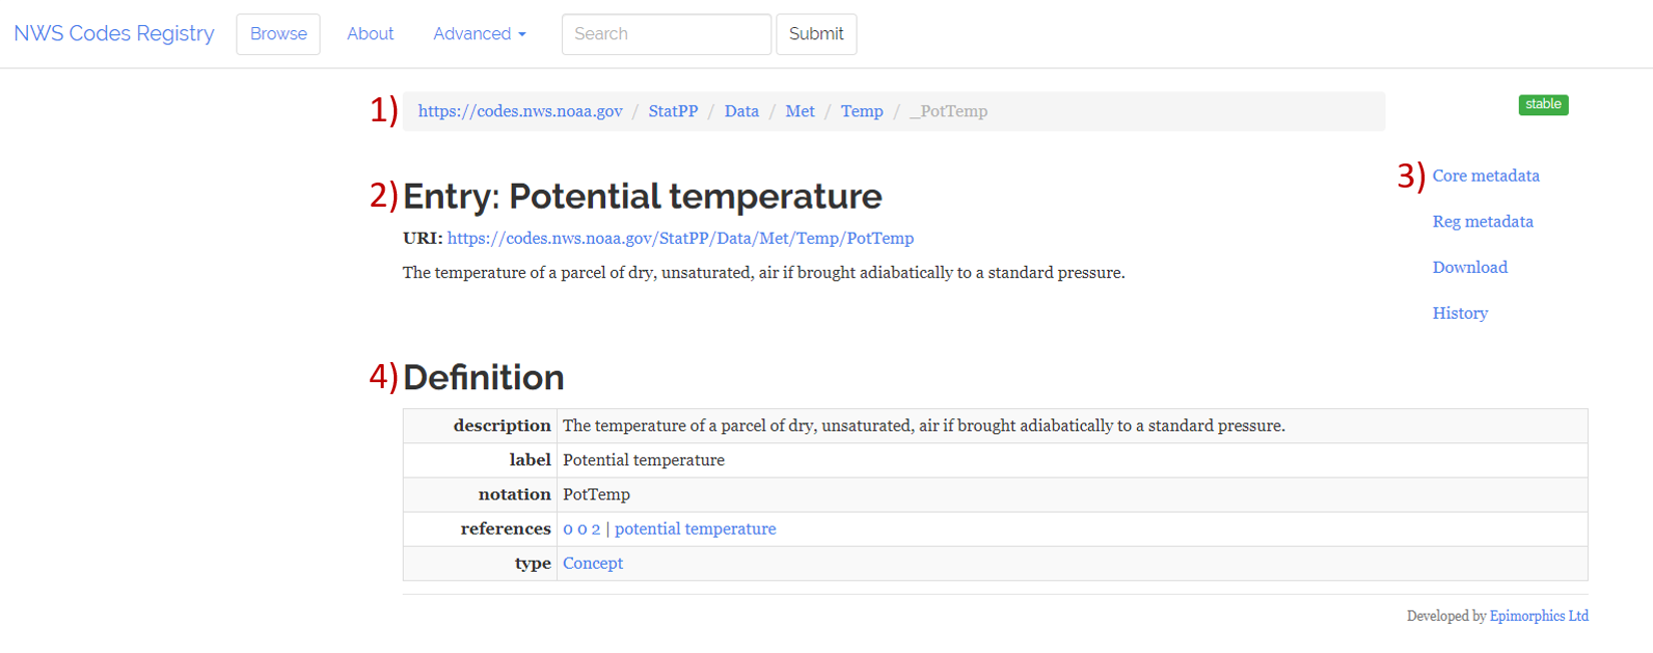 NWS Codes Registry Browse About Advanced Search Submit
1) https://codes.nws.noaa.gov / StatPP / Data / Met / Temp / _PotTemp
stable
2) Entry: Potential temperature
URI: https://codes.nws.noaa.gov/StatPP/Data/Met/Temp/PotTemp
The temperature of a parcel of dry, unsaturated, air if brought adiabatically to a standard pressure.
3) Core metadata
Reg metadata
Download
History
4) Definition
description The temperature of a parcel of dry, unsaturated, air if brought adiabatically to a standard pressure.
label Potential temperature
notation PotTemp
references 0 0 2 | potential temperature
type Concept
Developed by Epimorphics Ltd